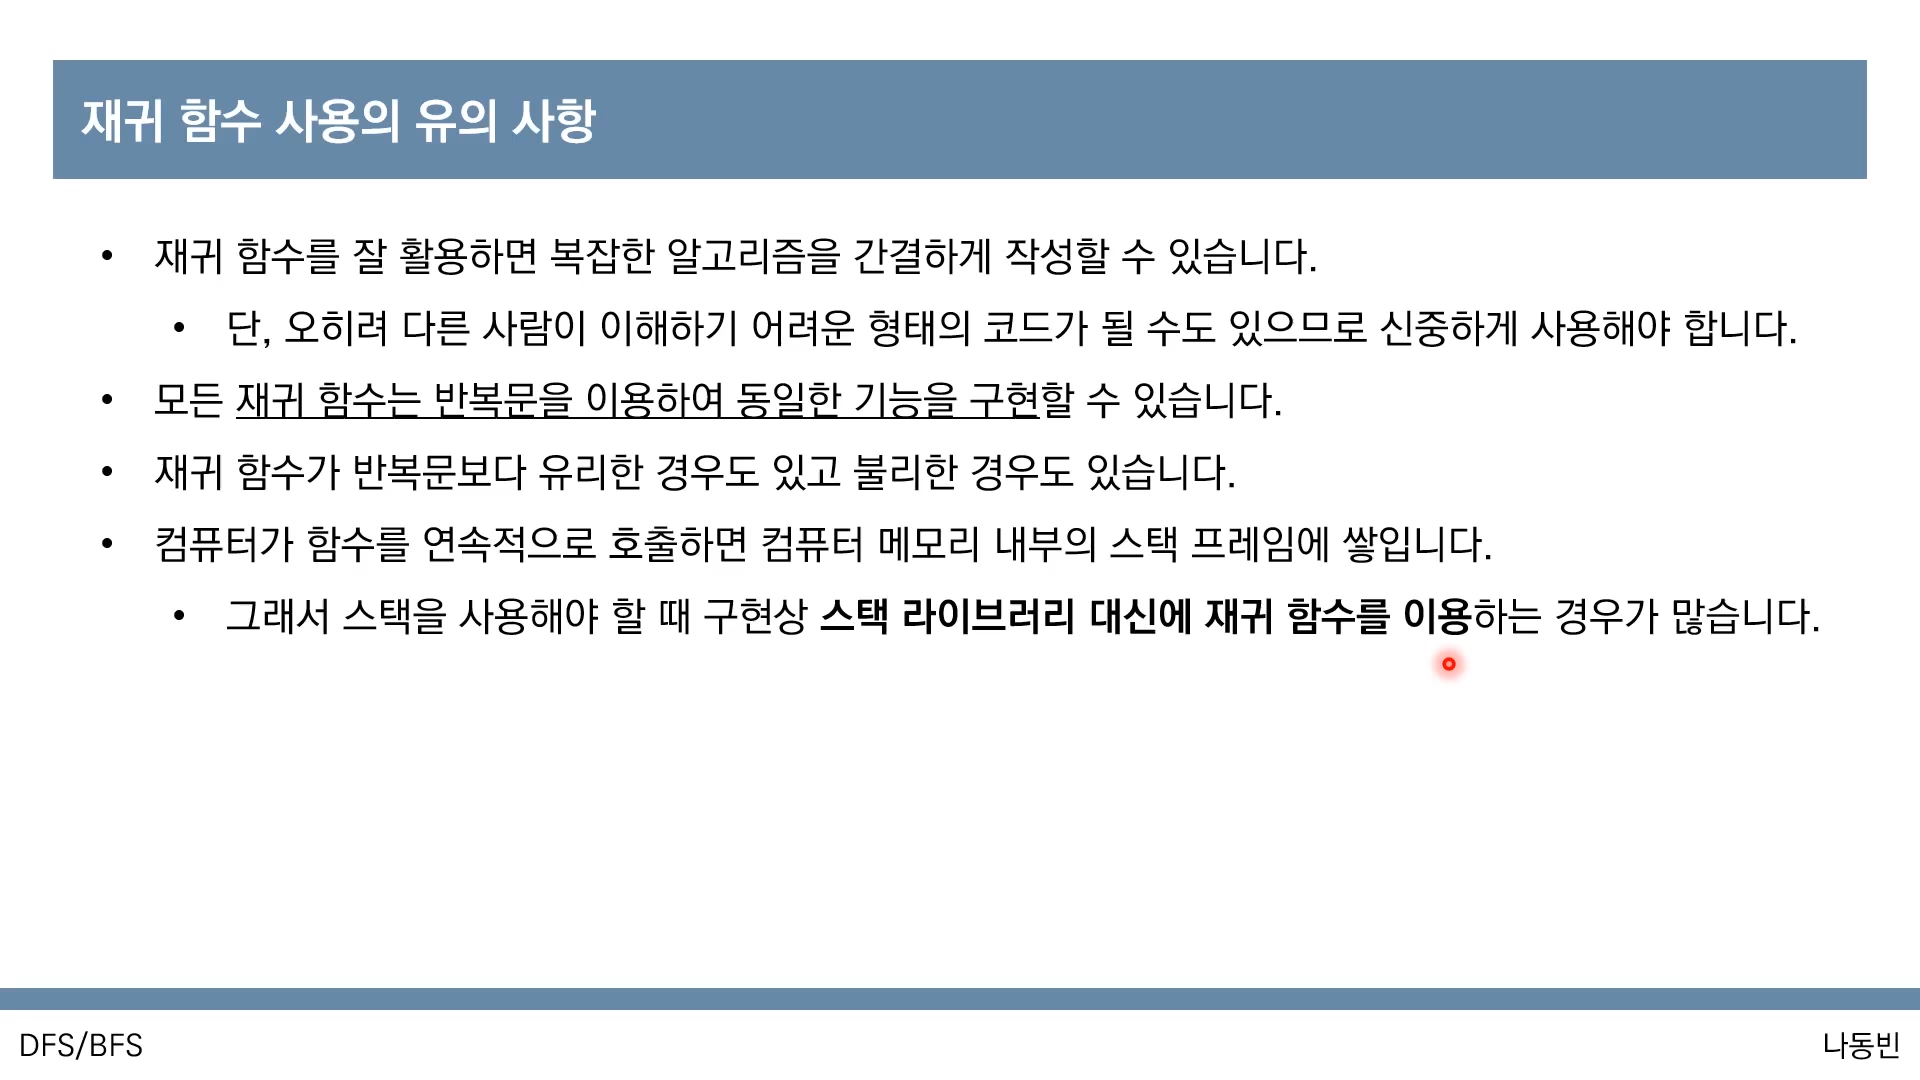 재귀 함수 사용의 유의 사항
• 재귀 함수를 잘 활용하면 복잡한 알고리즘을 간결하게 작성할 수 있습니다.
• 단, 오히려 다른 사람이 이해하기 어려운 형태의 코드가 될 수도 있으므로 신중하게 사용해야 합니다.
• 모든 재귀 함수는 반복문을 이용하여 동일한 기능을 구현할 수 있습니다.
• 재귀 함수가 반복문보다 유리한 경우도 있고 불리한 경우도 있습니다.
• 컴퓨터가 함수를 연속적으로 호출하면 컴퓨터 메모리 내부의 스택 프레임에 쌓입니다.
• 그래서 스택을 사용해야 할 때 구현상 스택 라이브러리 대신에 재귀 함수를 이용하는 경우가 많습니다.
DFS/BFS
나동빈